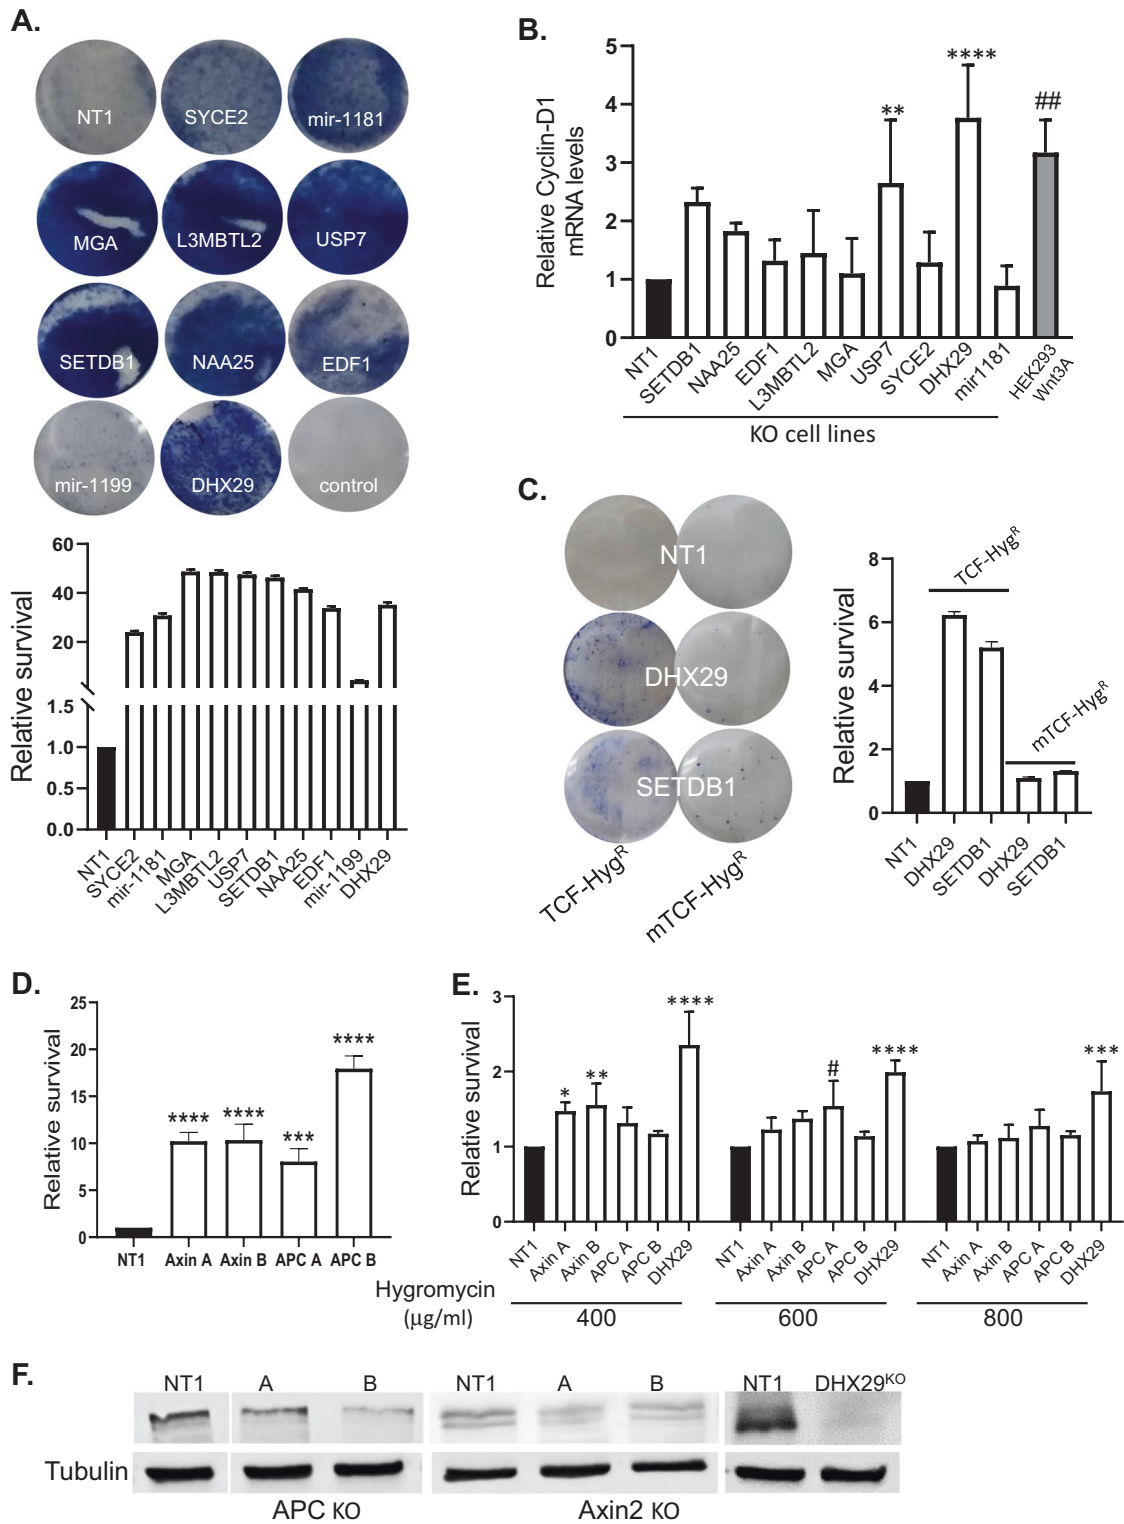 A.
NT1
SYCE2
mir-1181
MGA
L3MBTL2
USP7
SETDB1
NAA25
EDF1
mir-1199
DHX29
control
Relative survival
60
40
20
1.5
1.0
0.5
0.0
NT1
SYCE2
mir-1181
MGA
L3MBTL2
USP7
SETDB1
NAA25
EDF1
mir-1199
DHX29
B.
Relative Cyclin-D1
mRNA levels
5
4
3
2
1
0
**
****
##
NT1
SETDB1
NAA25
EDF1
L3MBTL2
MGA
USP7
SYCE2
DHX29
mir1181
HEK293
Wnt3A
KO cell lines
C.
NT1
DHX29
SETDB1
TCF-Hyg^R
mTCF-Hyg^R
Relative survival
8
6
4
2
0
TCF-Hyg^R
mTCF-Hyg^R
NT1
DHX29
SETDB1
DHX29
SETDB1
D.
Relative survival
25
20
15
10
5
0
****
****
***
****
NT1
Axin A
Axin B
APC A
APC B
E.
Relative survival
3
2
1
0
*
**
****
#
****
***
NT1
Axin A
Axin B
APC A
APC B
DHX29
NT1
Axin A
Axin B
APC A
APC B
DHX29
NT1
Axin A
Axin B
APC A
APC B
DHX29
Hygromycin
(μg/ml)
400
600
800
F.
NT1 A B NT1 A B NT1 DHX29^KO
Tubulin
APC KO Axin2 KO